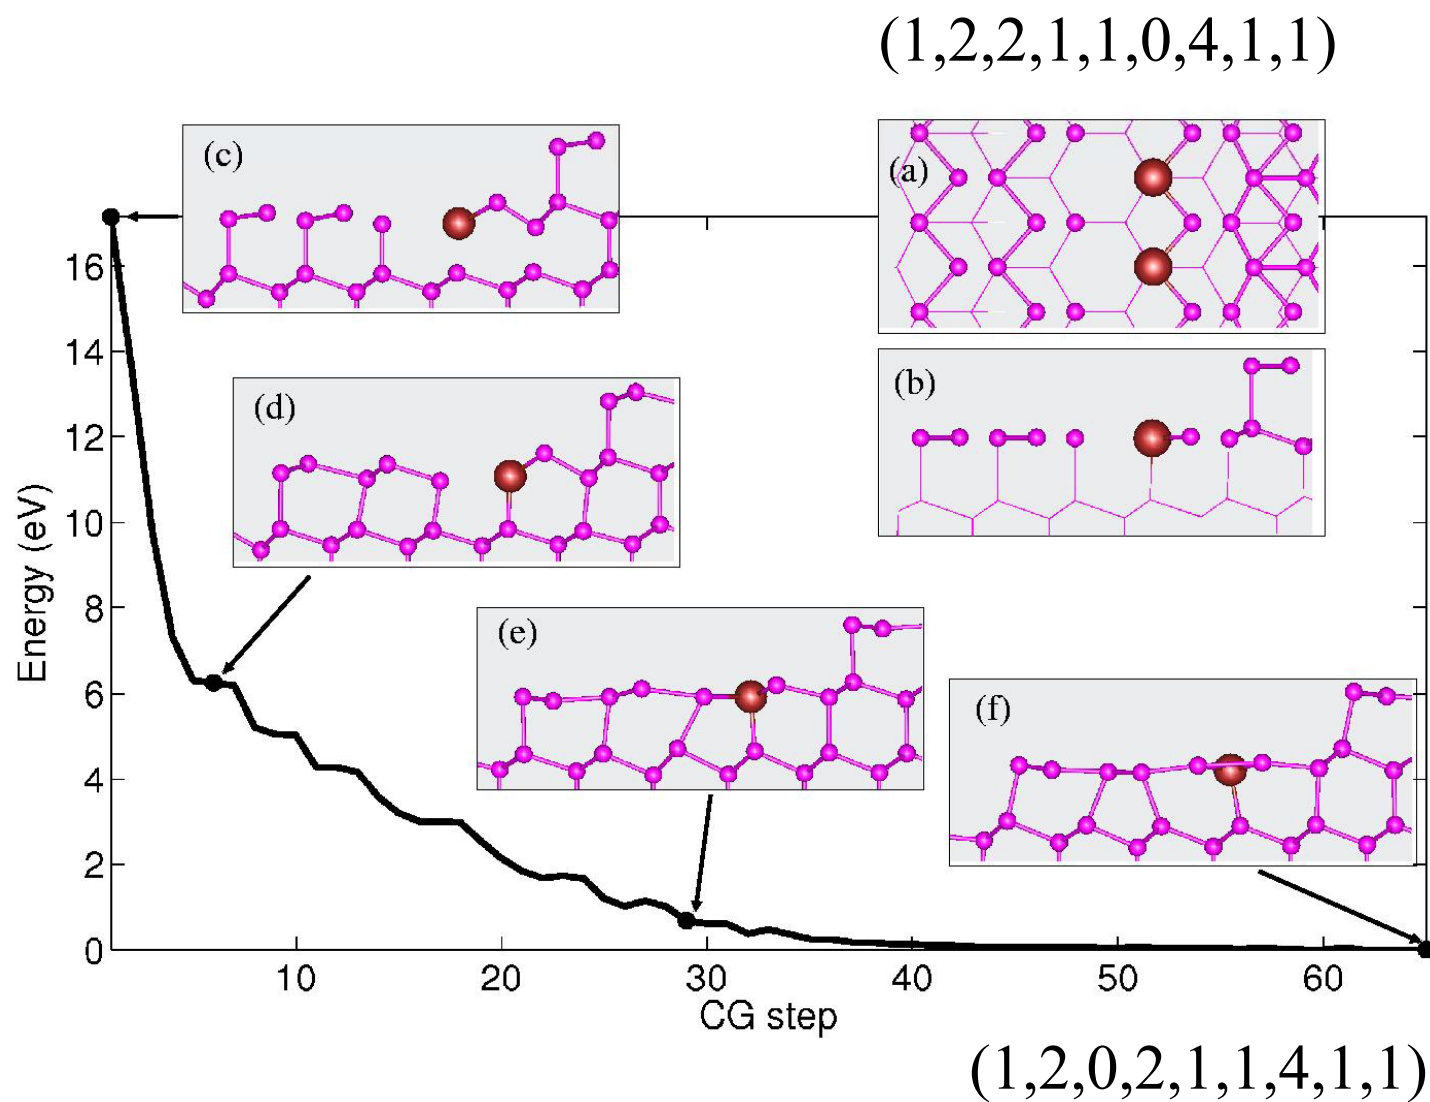 (1,2,2,1,1,0,4,1,1)
(c)
(a)
(b)
(d)
(e)
(f)
Energy (eV)
16
14
12
10
8
6
4
2
0
10 20 30 40 50 60
CG step
(1,2,0,2,1,1,4,1,1)